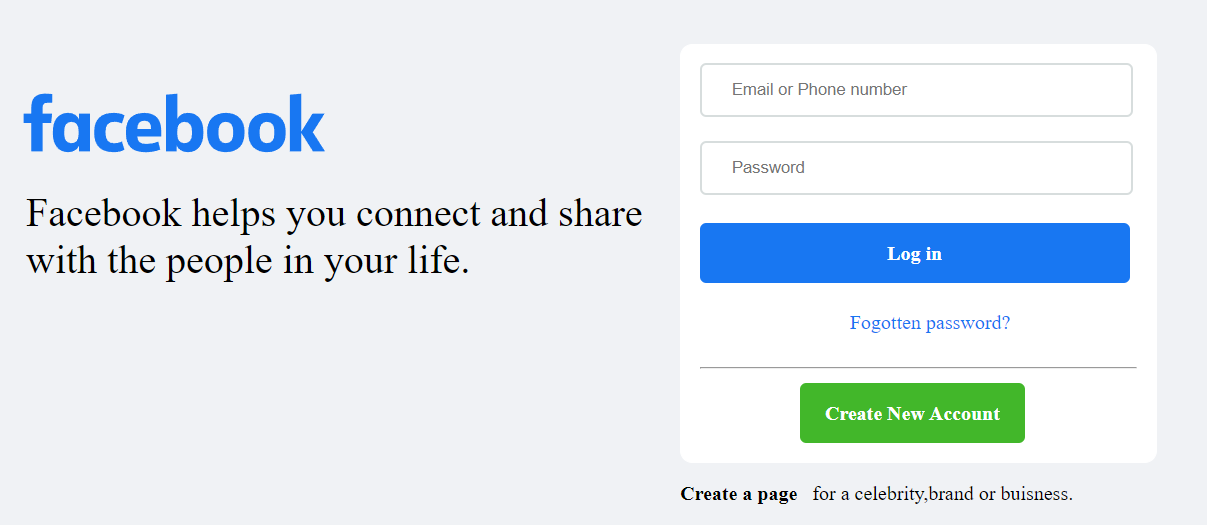 facebook
Facebook helps you connect and share
with the people in your life.
Email or Phone number
Password
Log in
Fogotten password?
Create New Account
Create a page for a celebrity,brand or buisness.